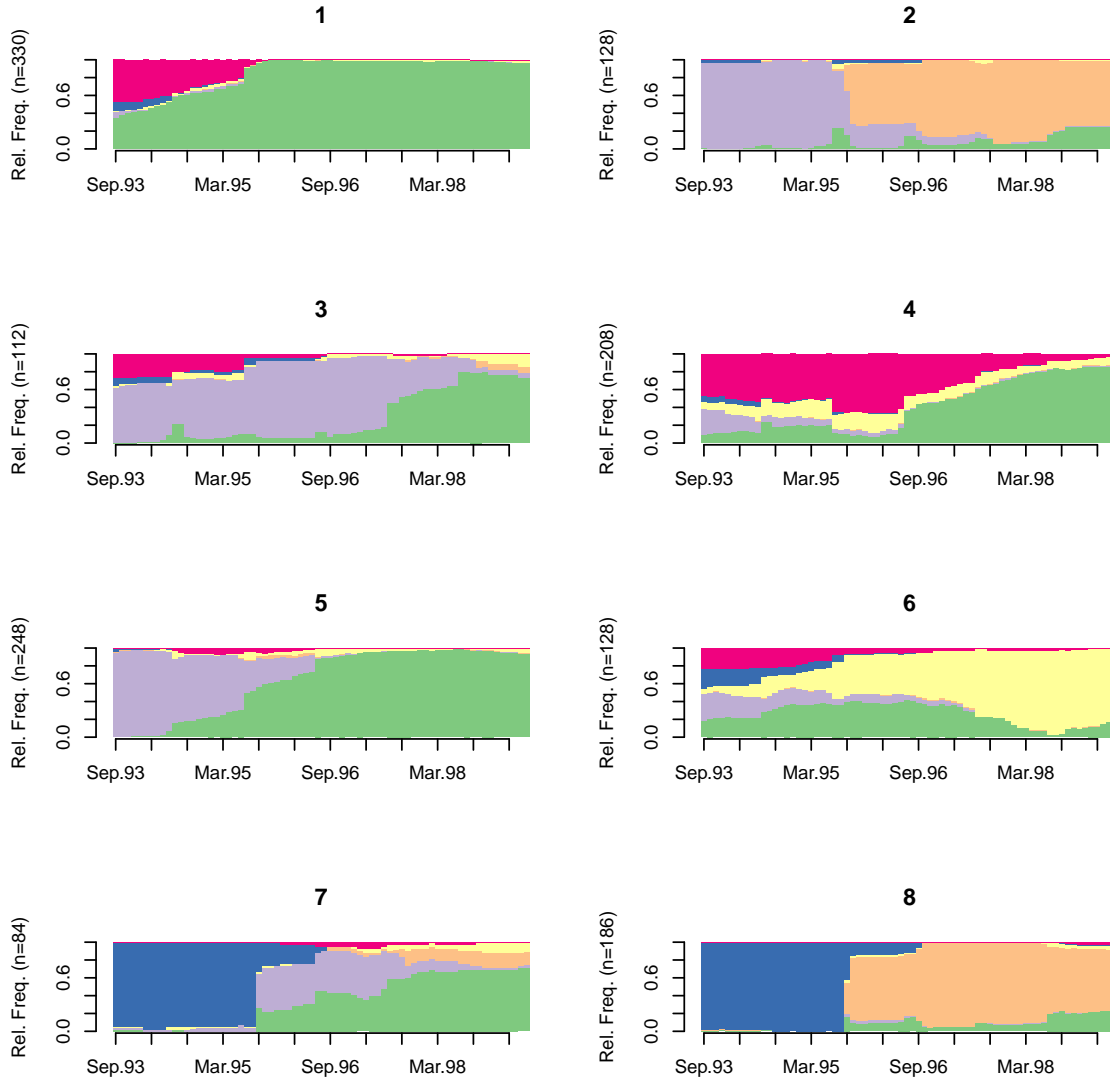 1
Rel. Freq. (n=330)
0.0 0.6
Sep.93 Mar.95 Sep.96 Mar.98
2
Rel. Freq. (n=128)
0.0 0.6
Sep.93 Mar.95 Sep.96 Mar.98
3
Rel. Freq. (n=112)
0.0 0.6
Sep.93 Mar.95 Sep.96 Mar.98
4
Rel. Freq. (n=208)
0.0 0.6
Sep.93 Mar.95 Sep.96 Mar.98
5
Rel. Freq. (n=248)
0.0 0.6
Sep.93 Mar.95 Sep.96 Mar.98
6
Rel. Freq. (n=128)
0.0 0.6
Sep.93 Mar.95 Sep.96 Mar.98
7
Rel. Freq. (n=84)
0.0 0.6
Sep.93 Mar.95 Sep.96 Mar.98
8
Rel. Freq. (n=186)
0.0 0.6
Sep.93 Mar.95 Sep.96 Mar.98